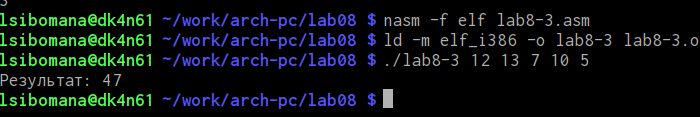 lsibomana@dk4n61 ~/work/arch-pc/lab08 $ nasm -f elf lab8-3.asm
lsibomana@dk4n61 ~/work/arch-pc/lab08 $ ld -m elf_i386 -o lab8-3 lab8-3.o
lsibomana@dk4n61 ~/work/arch-pc/lab08 $ ./lab8-3 12 13 7 10 5
Результат: 47
lsibomana@dk4n61 ~/work/arch-pc/lab08 $